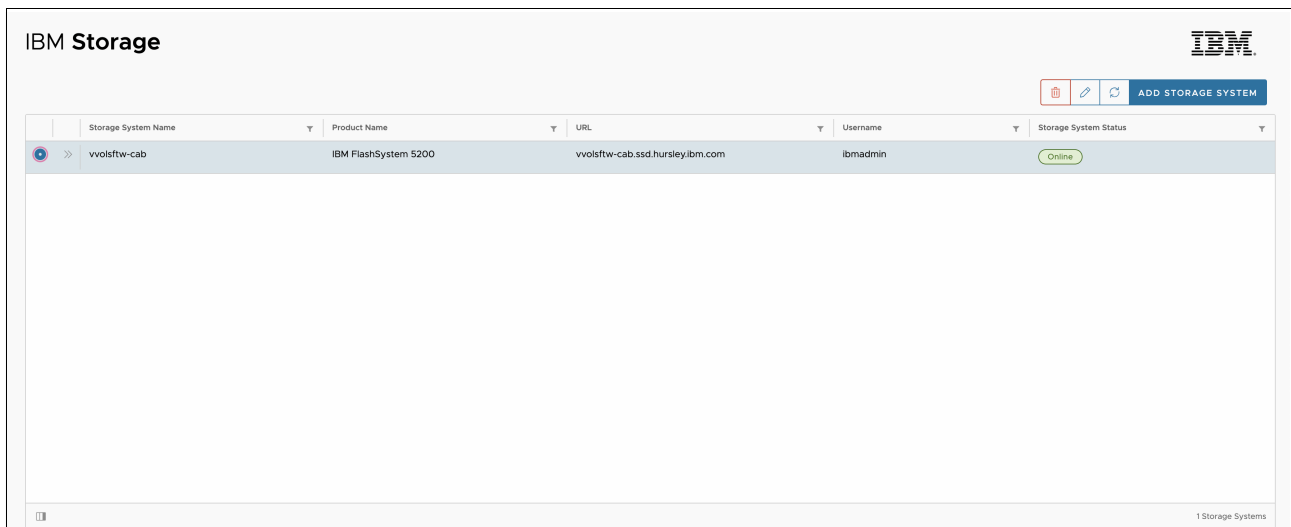 IBM Storage
IBM
ADD STORAGE SYSTEM
Storage System Name Product Name URL Username Storage System Status
vvolsftw-cab IBM FlashSystem 5200 vvolsftw-cab.ssd.hursley.ibm.com ibmadmin Online
1 Storage Systems